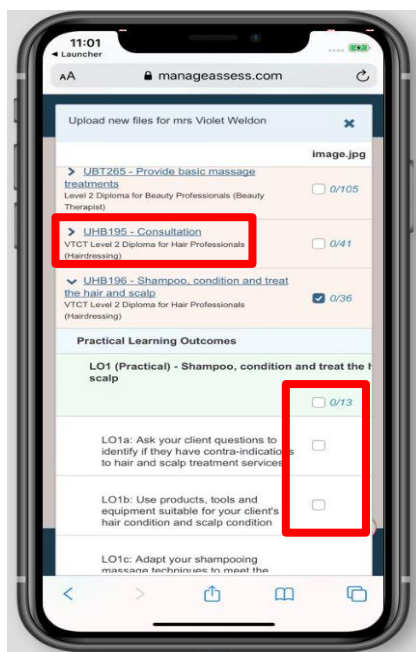 11:01
◀ Launcher
AA manageassess.com
Upload new files for mrs Violet Weldon
image.jpg
UBT265 - Provide basic massage
treatments
Level 2 Diploma for Beauty Professionals (Beauty
Therapist)
0/105
UHB195 - Consultation
VTCT Level 2 Diploma for Hair Professionals
(Hairdressing)
0/41
UHB196 - Shampoo, condition and treat
the hair and scalp
VTCT Level 2 Diploma for Hair Professionals
(Hairdressing)
0/36
Practical Learning Outcomes
LO1 (Practical) - Shampoo, condition and treat the h
scalp
0/13
LO1a: Ask your client questions to
identify if they have contra-indications
to hair and scalp treatment services
LO1b: Use products, tools and
equipment suitable for your client's
hair condition and scalp condition
LO1c: Adapt your shampooing
massage techniques to meet the